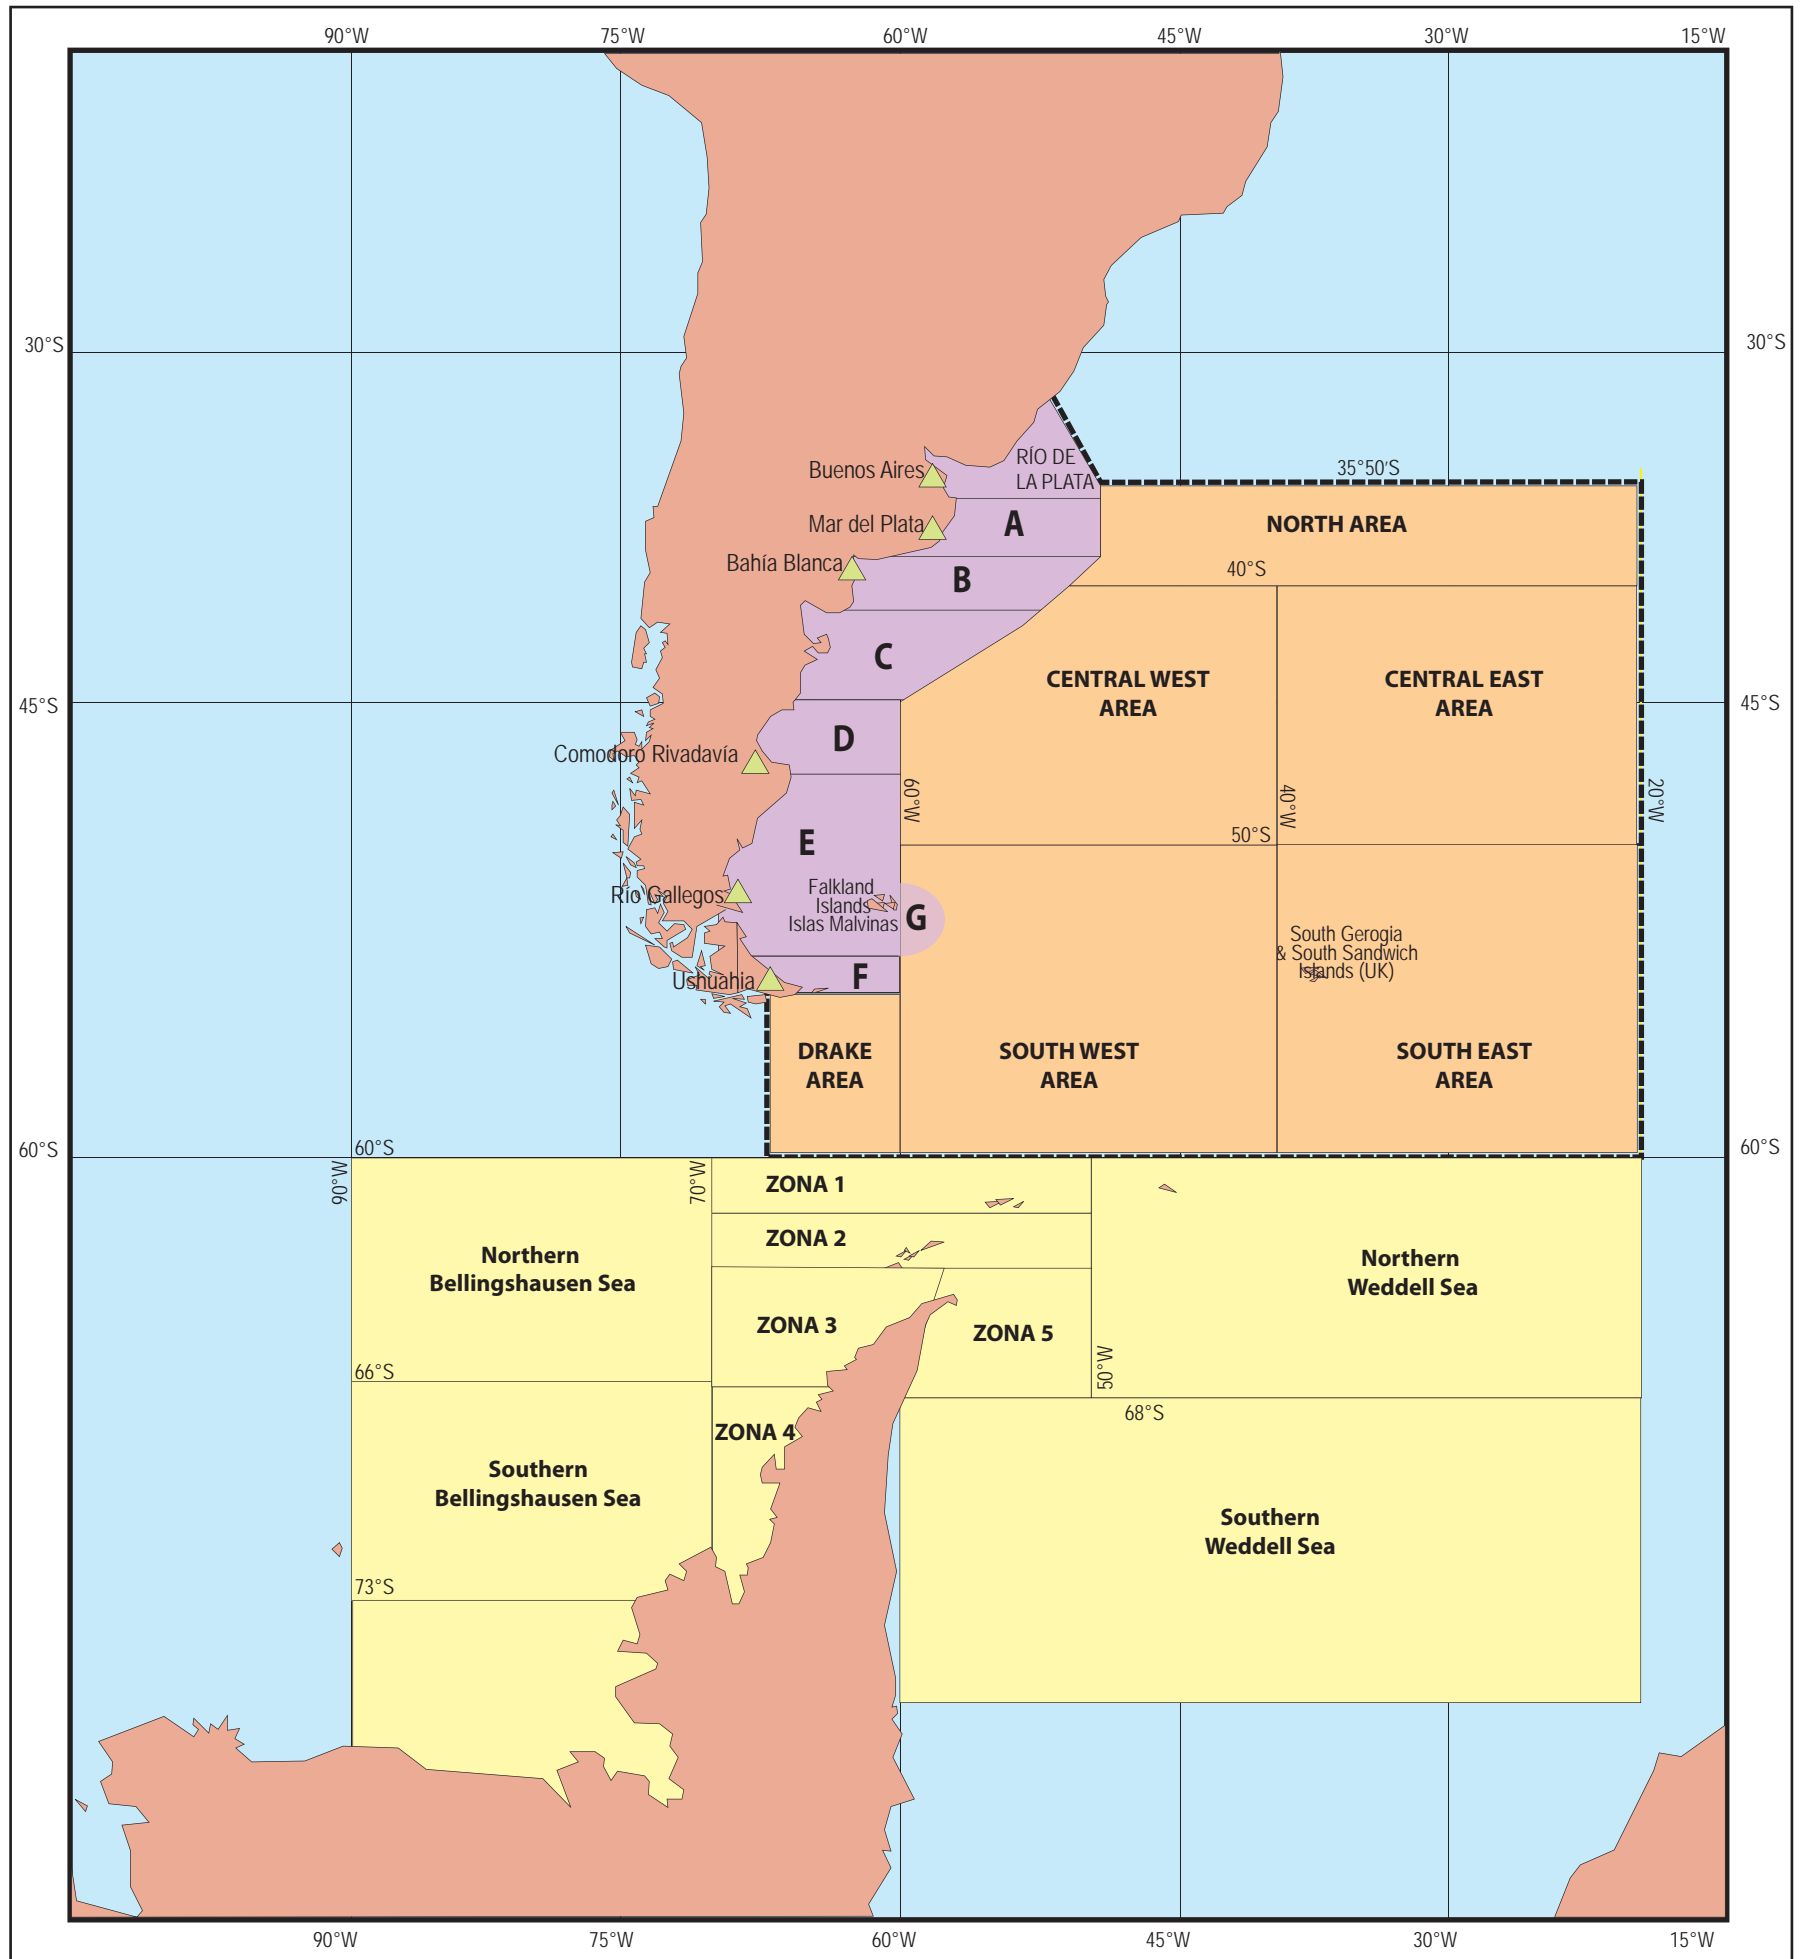 90°W 75°W 60°W 45°W 30°W 15°W
30°S 30°S
RÍO DE
LA PLATA
Buenos Aires
35°50'S
Mar del Plata
A
NORTH AREA
Bahía Blanca
B
40°S
C
CENTRAL WEST
AREA
CENTRAL EAST
AREA
45°S 45°S
D
Comodoro Rivadavía
60°W
40°W
20°W
E
50°S
Río Gallegos
Falkland
Islands
Islas Malvinas
G
South Gerogia
& South Sandwich
Islands (UK)
Ushuahia
F
DRAKE
AREA
SOUTH WEST
AREA
SOUTH EAST
AREA
60°S 60°S 60°S
90°W
70°W
ZONA 1
ZONA 2
Northern
Bellingshausen Sea
Northern
Weddell Sea
ZONA 3
ZONA 5
50°W
66°S
68°S
ZONA 4
Southern
Bellingshausen Sea
Southern
Weddell Sea
73°S
90°W 75°W 60°W 45°W 30°W 15°W